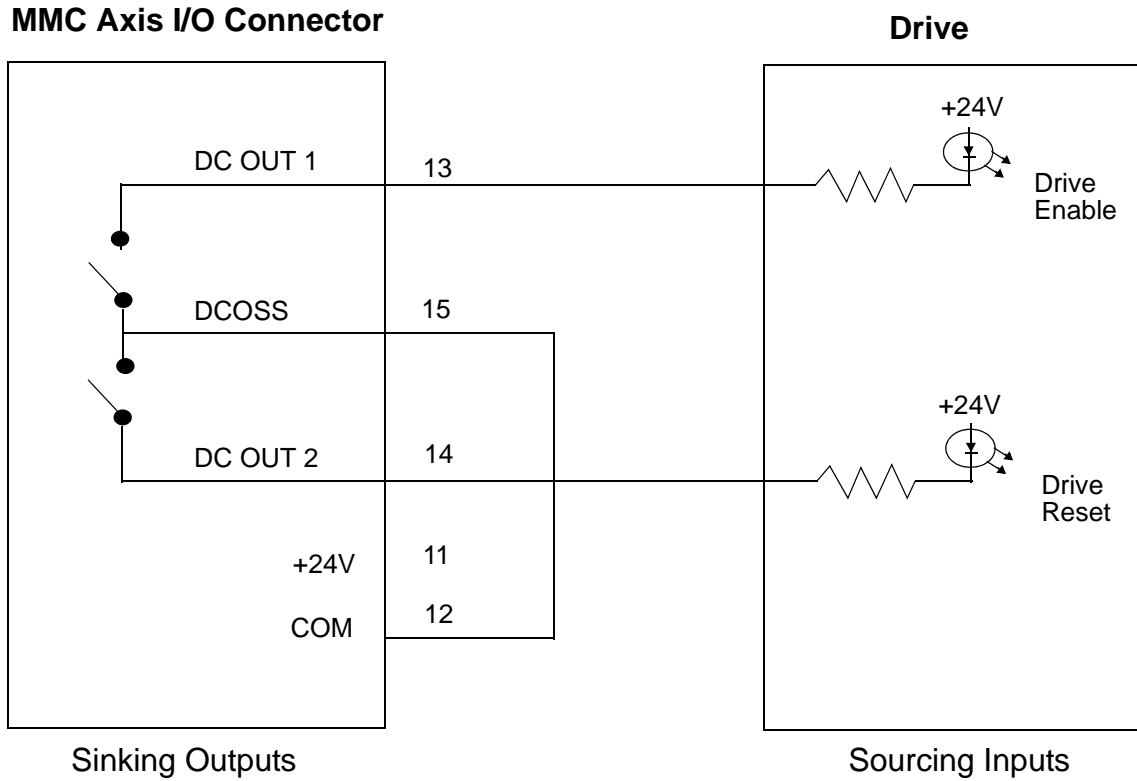 MMC Axis I/O Connector
Drive
+24V
DC OUT 1
13
Drive
Enable
DCOSS
15
+24V
DC OUT 2
14
Drive
Reset
+24V
11
COM
12
Sinking Outputs
Sourcing Inputs